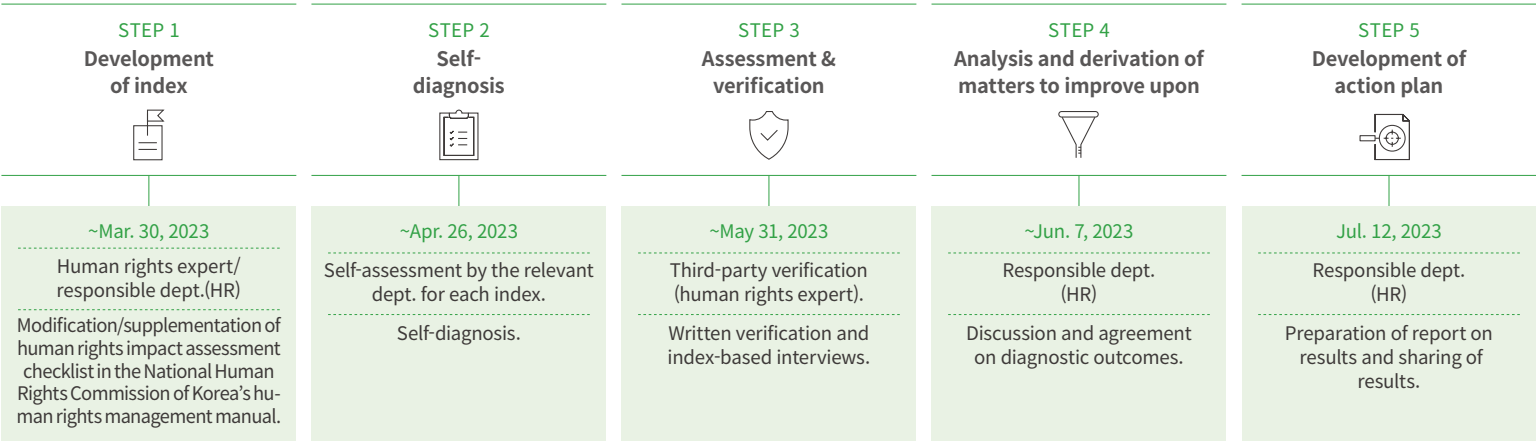 STEP 1
Development
of index
~Mar. 30, 2023
Human rights expert/
responsible dept.(HR)
Modification/supplementation of
human rights impact assessment
checklist in the National Human
Rights Commission of Korea's hu-
man rights management manual.
STEP 2
Self-
diagnosis
~Apr. 26, 2023
Self-assessment by the relevant
dept. for each index.
Self-diagnosis.
STEP 3
Assessment &
verification
~May 31, 2023
Third-party verification
(human rights expert).
Written verification and
index-based interviews.
STEP 4
Analysis and derivation of
matters to improve upon
~Jun. 7, 2023
Responsible dept.
(HR)
Discussion and agreement
on diagnostic outcomes.
STEP 5
Development of
action plan
Jul. 12, 2023
Responsible dept.
(HR)
Preparation of report on
results and sharing of
results.